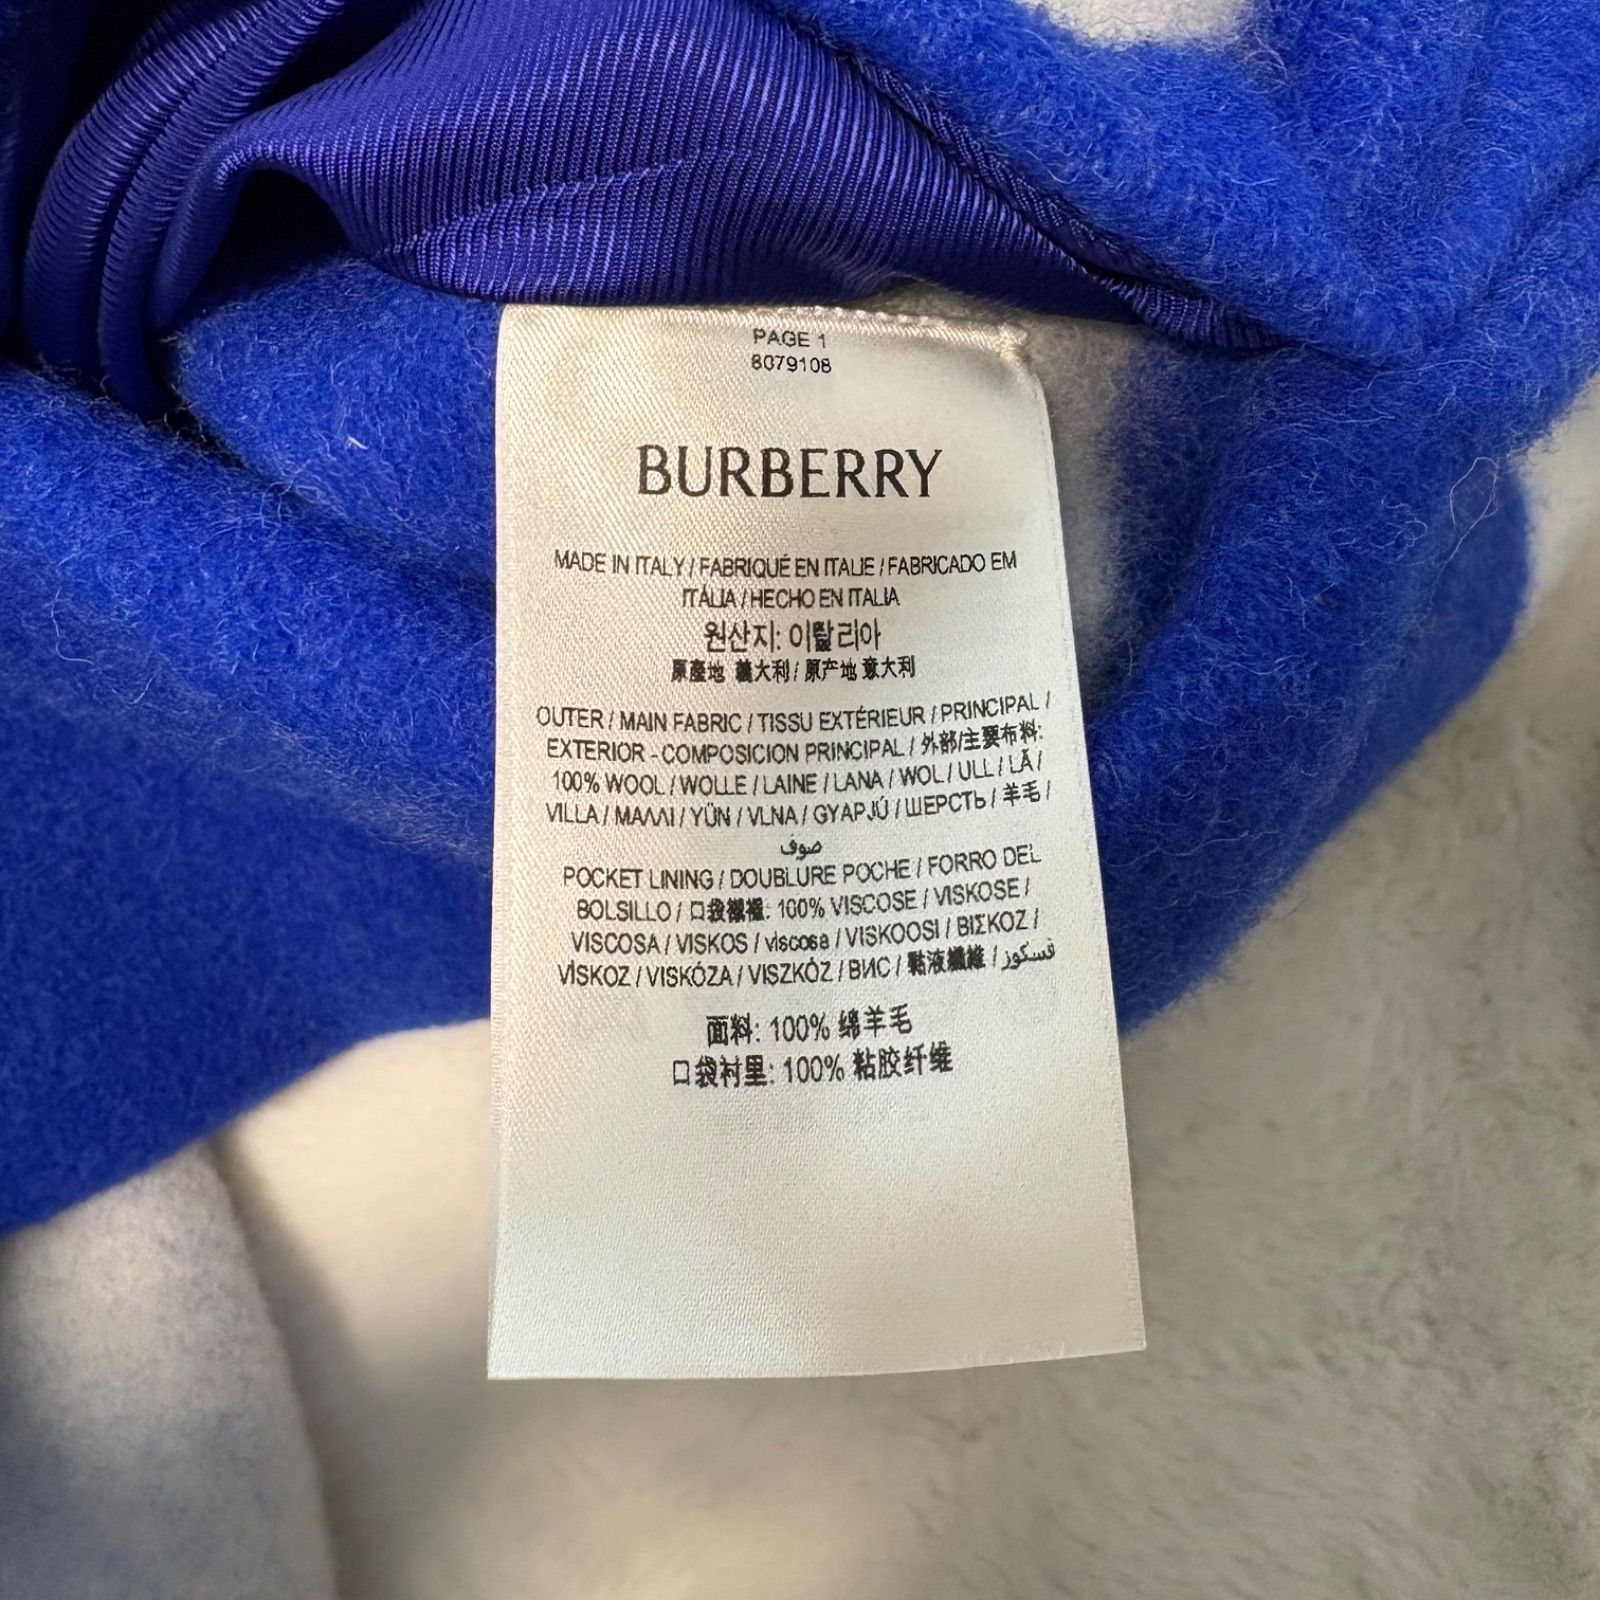 PAGE 1
8079108
BURBERRY
MADE IN ITALY / FABRIQUÉ EN ITALIE / FABRICADO EM
ITÁLIA / HECHO EN ITALIA
원산지: 이탈리아
原產地 義大利 / 原产地 意大利
OUTER / MAIN FABRIC / TISSU EXTÉRIEUR / PRINCIPAL /
EXTERIOR - COMPOSICION PRINCIPAL / 外部/主要布料:
100% WOOL / WOLLE / LAINE / LANA / WOL / ULL / LÃ /
VILLA / ΜΑΛΛΙ / YÜN / VLNA / GYAPJÚ / ШЕРСТЬ / 羊毛 /
صوف
POCKET LINING / DOUBLURE POCHE / FORRO DEL
BOLSILLO / 口袋襯裡: 100% VISCOSE / VISKOSE /
VISCOSA / VISKOS / viscosa / VISKOOSI / ΒΙΣΚΟΖ /
VİSKOZ / VISKÓZA / VISZKÓZ / ВИС / 黏液纖維 / فسكوز
面料: 100% 绵羊毛
口袋衬里: 100% 粘胶纤维